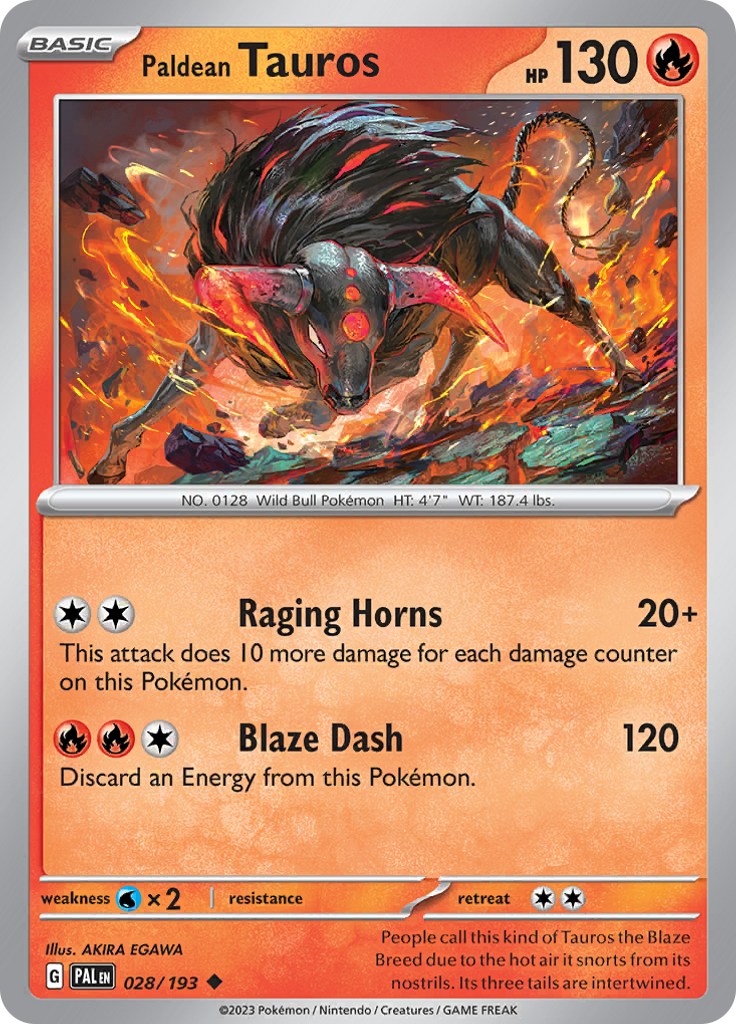 BASIC
Paldean Tauros HP 130
NO. 0128 Wild Bull Pokémon HT: 4'7" WT: 187.4 lbs.
Raging Horns 20+
This attack does 10 more damage for each damage counter
on this Pokémon.
Blaze Dash 120
Discard an Energy from this Pokémon.
weakness ×2 resistance retreat
Illus. AKIRA EGAWA
G PAL EN 028/193
People call this kind of Tauros the Blaze
Breed due to the hot air it snorts from its
nostrils. Its three tails are intertwined.
©2023 Pokémon / Nintendo / Creatures / GAME FREAK